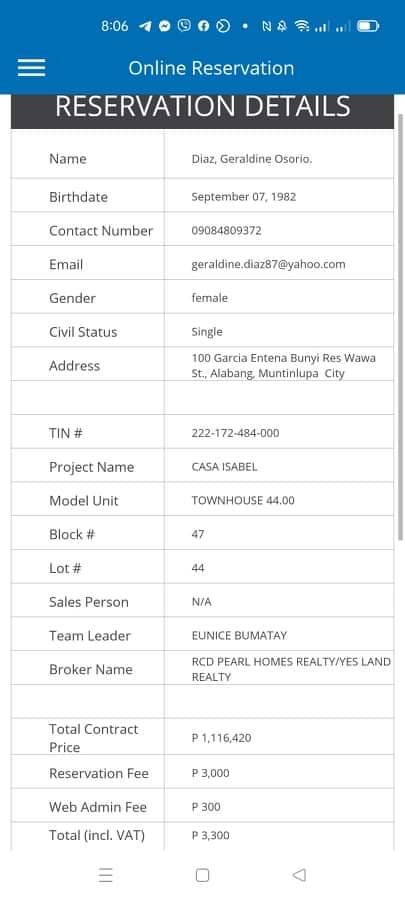 8:06
Online Reservation
RESERVATION DETAILS
Name Diaz, Geraldine Osorio.
Birthdate September 07, 1982
Contact Number 09084809372
Email geraldine.diaz87@yahoo.com
Gender female
Civil Status Single
Address 100 Garcia Entena Bunyi Res Wawa
St., Alabang, Muntinlupa City
TIN # 222-172-484-000
Project Name CASA ISABEL
Model Unit TOWNHOUSE 44.00
Block # 47
Lot # 44
Sales Person N/A
Team Leader EUNICE BUMATAY
Broker Name RCD PEARL HOMES REALTY/YES LAND
REALTY
Total Contract
Price P 1,116,420
Reservation Fee P 3,000
Web Admin Fee P 300
Total (incl. VAT) P 3,300